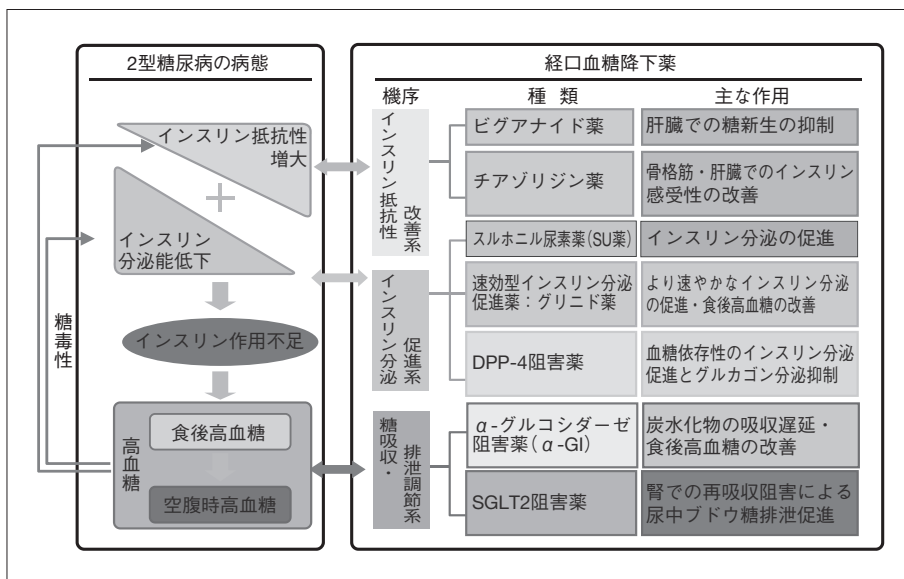 2型糖尿病の病態
インスリン抵抗性
増大
+
インスリン
分泌能低下
インスリン作用不足
糖毒性
高血糖
食後高血糖
空腹時高血糖
経口血糖降下薬
機序
種 類
主な作用
インスリン抵抗性
改善系
ビグアナイド薬
肝臓での糖新生の抑制
チアゾリジン薬
骨格筋・肝臓でのインスリン
感受性の改善
インスリン分泌
促進系
スルホニル尿素薬(SU薬)
インスリン分泌の促進
速効型インスリン分泌
促進薬:グリニド薬
より速やかなインスリン分泌
の促進・食後高血糖の改善
DPP-4阻害薬
血糖依存性のインスリン分泌
促進とグルカゴン分泌抑制
糖吸収・
排泄調節系
α-グルコシダーゼ
阻害薬(α-GI)
炭水化物の吸収遅延・
食後高血糖の改善
SGLT2阻害薬
腎での再吸収阻害による
尿中ブドウ糖排泄促進